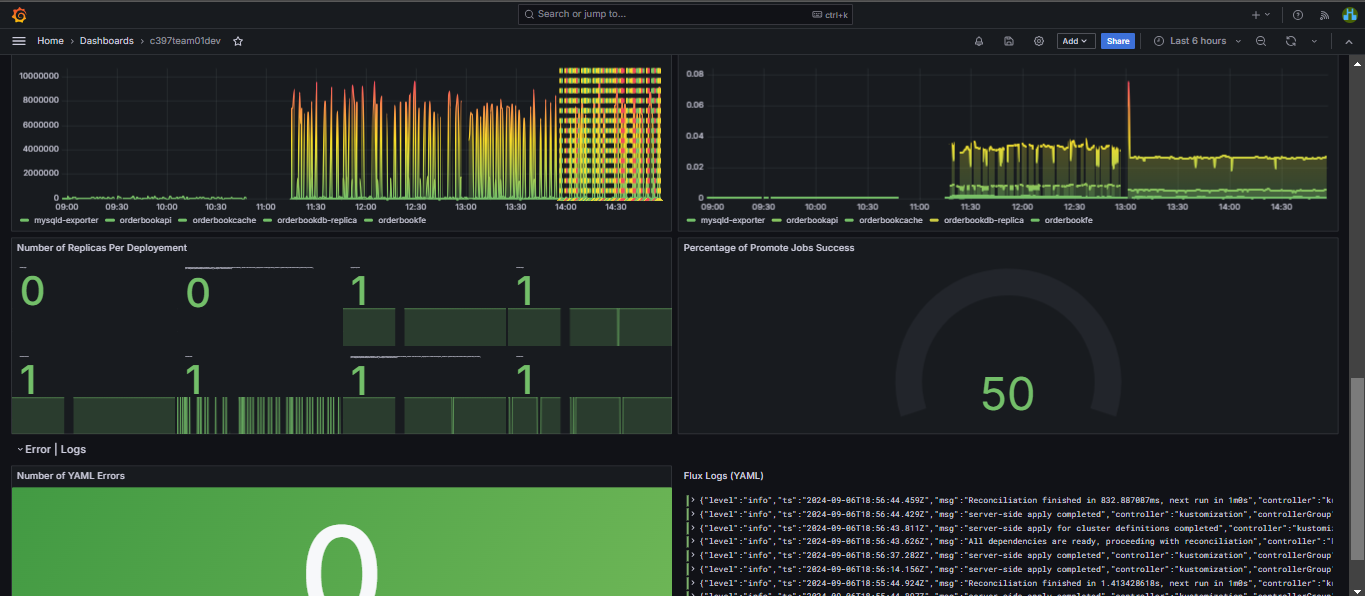 Search or jump to... ctrl+k
Home › Dashboards › c397team01dev Add Share Last 6 hours
10000000
8000000
6000000
4000000
2000000
0
09:00 09:30 10:00 10:30 11:00 11:30 12:00 12:30 13:00 13:30 14:00 14:30
mysqld-exporter orderbookapi orderbookcache orderbookdb-replica orderbookfe
0.08
0.06
0.04
0.02
0
09:00 09:30 10:00 10:30 11:00 11:30 12:00 12:30 13:00 13:30 14:00 14:30
mysqld-exporter orderbookapi orderbookcache orderbookdb-replica orderbookfe
Number of Replicas Per Deployement
0 0 1 1
1 1 1 1
Percentage of Promote Jobs Success
50
Error | Logs
Number of YAML Errors
0
Flux Logs (YAML)
{"level":"info","ts":"2024-09-06T18:56:44.459Z","msg":"Reconciliation finished in 832.887087ms, next run in 1m0s","controller":"ku
{"level":"info","ts":"2024-09-06T18:56:44.429Z","msg":"server-side apply completed","controller":"kustomization","controllerGroup"
{"level":"info","ts":"2024-09-06T18:56:43.811Z","msg":"server-side apply for cluster definitions completed","controller":"kustomi
{"level":"info","ts":"2024-09-06T18:56:43.626Z","msg":"All dependencies are ready, proceeding with reconciliation","controller":"
{"level":"info","ts":"2024-09-06T18:56:37.282Z","msg":"server-side apply completed","controller":"kustomization","controllerGroup"
{"level":"info","ts":"2024-09-06T18:56:14.156Z","msg":"server-side apply completed","controller":"kustomization","controllerGroup"
{"level":"info","ts":"2024-09-06T18:55:44.924Z","msg":"Reconciliation finished in 1.413428618s, next run in 1m0s","controller":"k